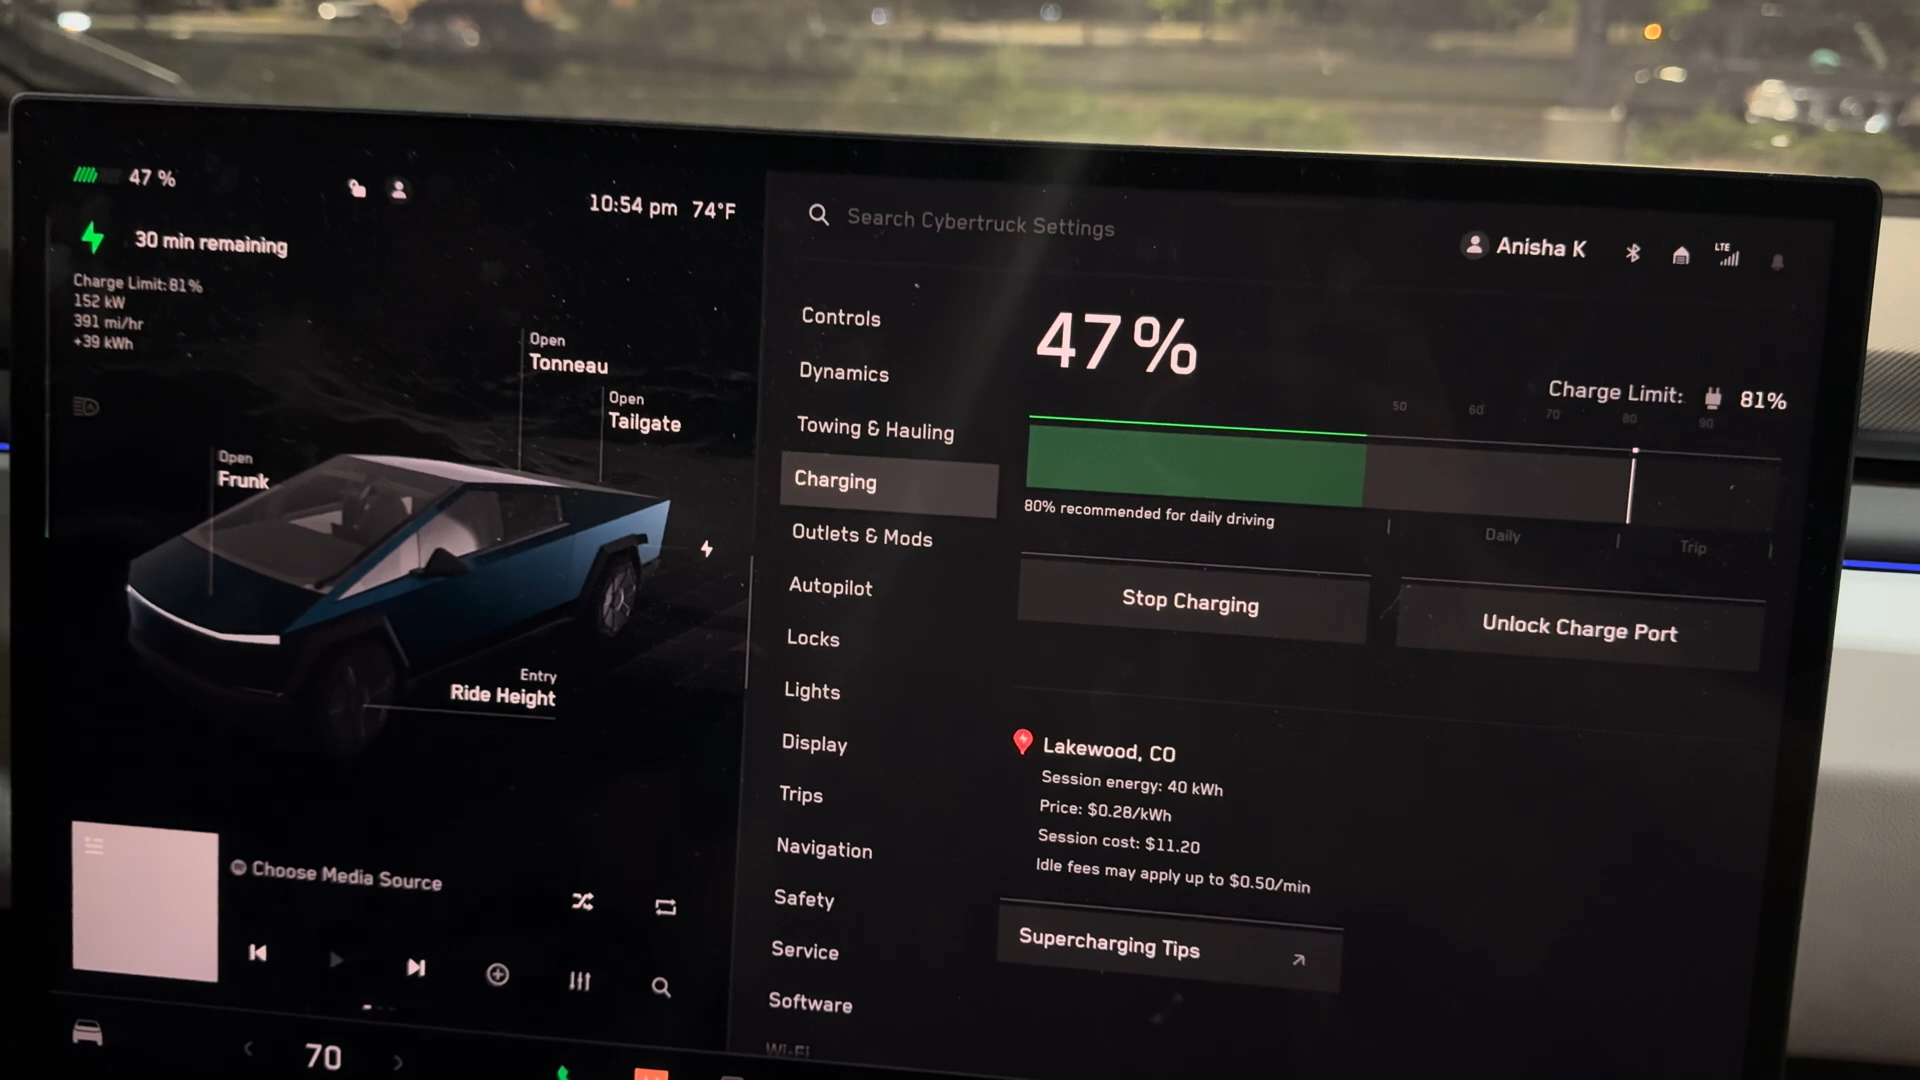 47 %
10:54 pm 74°F
30 min remaining
Charge Limit: 81%
152 kW
391 mi/hr
+39 kWh
Open
Tonneau
Open
Tailgate
Open
Frunk
Entry
Ride Height
Choose Media Source
70
Search Cybertruck Settings
Anisha K
LTE
Controls
Dynamics
Towing & Hauling
Charging
Outlets & Mods
Autopilot
Locks
Lights
Display
Trips
Navigation
Safety
Service
Software
Wi-Fi
47%
Charge Limit: 81%
50 60 70 80 90
80% recommended for daily driving
Daily Trip
Stop Charging
Unlock Charge Port
Lakewood, CO
Session energy: 40 kWh
Price: $0.28/kWh
Session cost: $11.20
Idle fees may apply up to $0.50/min
Supercharging Tips